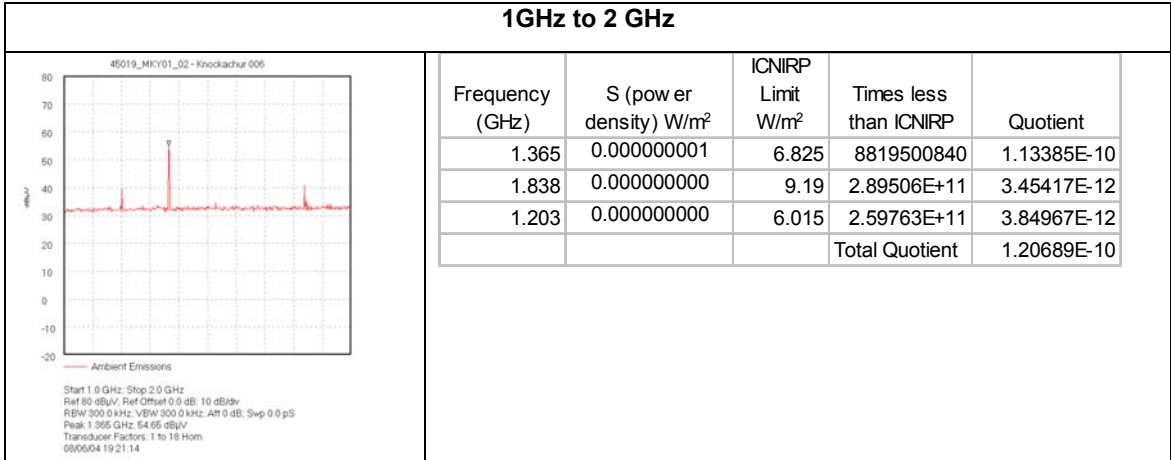 1GHz to 2 GHz
45019_MKY01_02 - Knockachur 006
80
70
60
50
40
30
20
10
0
-10
-20
dBµV
Ambient Emissions
Start 1.0 GHz; Stop 2.0 GHz
Ref 80 dBµV; Ref Offset 0.0 dB; 10 dB/div
RBW 300.0 kHz; VBW 300.0 kHz; Att 0 dB; Swp 0.0 pS
Peak 1.365 GHz, 54.65 dBµV
Transducer Factors: 1 to 18 Horn
08/06/04 19:21:14
Frequency (GHz) S (pow er density) W/m² ICNIRP Limit W/m² Times less than ICNIRP Quotient
1.365 0.000000001 6.825 8819500840 1.13385E-10
1.838 0.000000000 9.19 2.89506E+11 3.45417E-12
1.203 0.000000000 6.015 2.59763E+11 3.84967E-12
Total Quotient 1.20689E-10